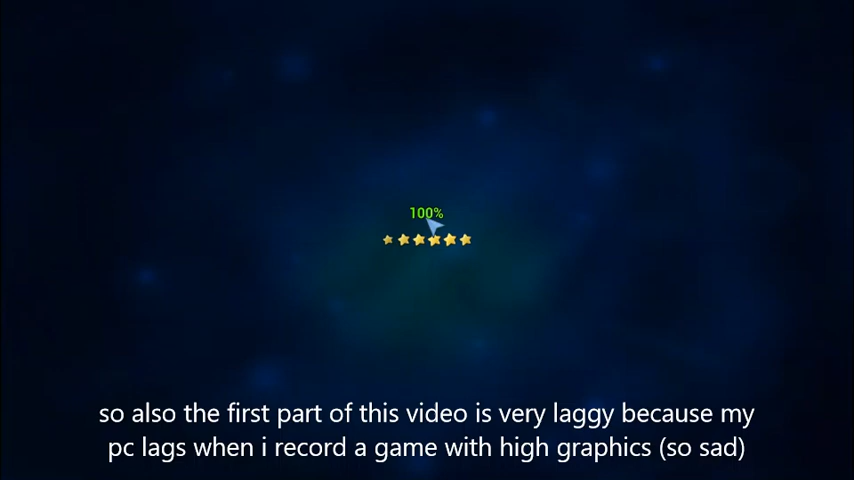 100%
so also the first part of this video is very laggy because my
pc lags when i record a game with high graphics (so sad)